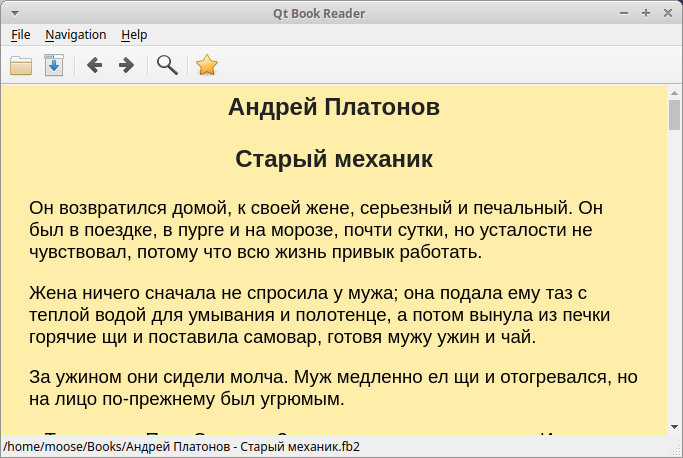 Qt Book Reader
File Navigation Help
Андрей Платонов
Старый механик
Он возвратился домой, к своей жене, серьезный и печальный. Он
был в поездке, в пурге и на морозе, почти сутки, но усталости не
чувствовал, потому что всю жизнь привык работать.
Жена ничего сначала не спросила у мужа; она подала ему таз с
теплой водой для умывания и полотенце, а потом вынула из печки
горячие щи и поставила самовар, готовя мужу ужин и чай.
За ужином они сидели молча. Муж медленно ел щи и отогревался, но
на лицо по-прежнему был угрюмым.
/home/moose/Books/Андрей Платонов - Старый механик.fb2